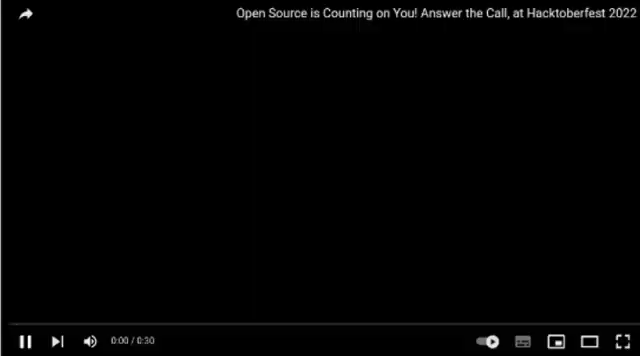 Open Source is Counting on You! Answer the Call, at Hacktoberfest 2022
0:00 / 0:30